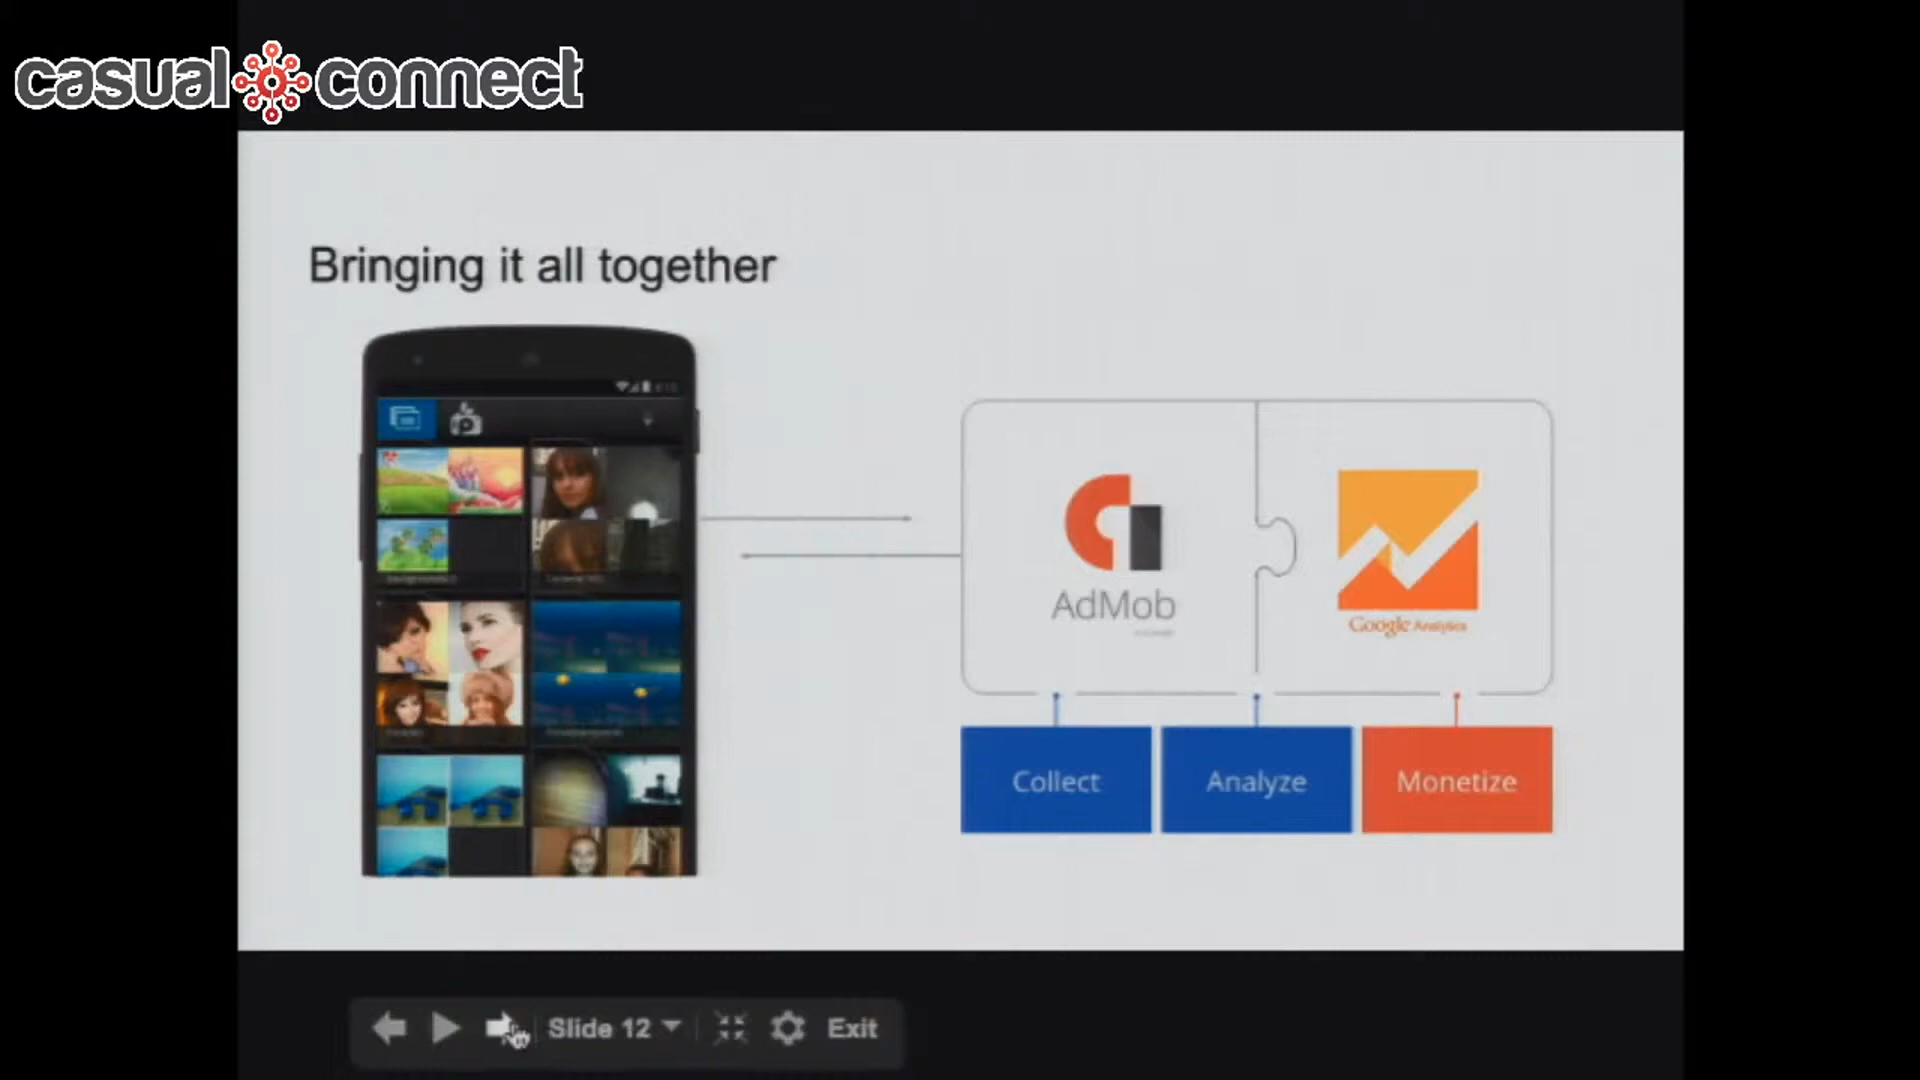 casual connect
Bringing it all together
AdMob
Google Analytics
Collect
Analyze
Monetize
Slide 12
Exit